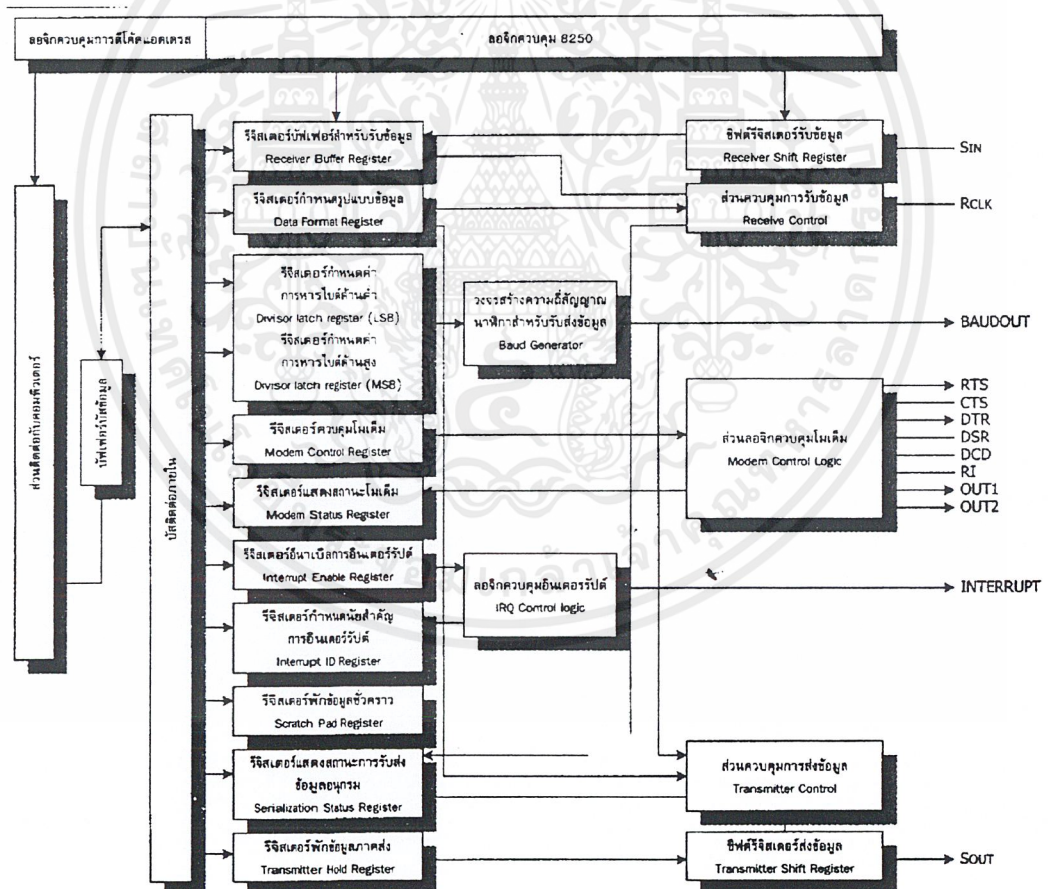 ลอจิกควบคุมการดีโค้ดแอดเดรส
ลอจิกควบคุม 8250
ส่วนติดต่อกับคอมพิวเตอร์
บัฟเฟอร์บัสข้อมูล
บัสติดต่อภายใน
รีจิสเตอร์บัฟเฟอร์สำหรับรับข้อมูล
Receiver Buffer Register
รีจิสเตอร์กำหนดรูปแบบข้อมูล
Data Format Register
รีจิสเตอร์กำหนดค่า
การหารไบต์ด้านต่ำ
Divisor latch register (LSB)
รีจิสเตอร์กำหนดค่า
การหารไบต์ด้านสูง
Divisor latch register (MSB)
รีจิสเตอร์ควบคุมโมเด็ม
Modem Control Register
รีจิสเตอร์แสดงสถานะโมเด็ม
Modem Status Register
รีจิสเตอร์อีนาเบิลการอินเตอร์รัปต์
Interrupt Enable Register
รีจิสเตอร์กำหนดนัยสำคัญ
การอินเตอร์รัปต์
Interrupt ID Register
รีจิสเตอร์พักข้อมูลชั่วคราว
Scratch Pad Register
รีจิสเตอร์แสดงสถานะการรับส่ง
ข้อมูลอนุกรม
Serialization Status Register
รีจิสเตอร์พักข้อมูลภาคส่ง
Transmitter Hold Register
วงจรสร้างความถี่สัญญาณ
นาฬิกาสำหรับรับส่งข้อมูล
Baud Generator
ลอจิกควบคุมอินเตอรรัปต์
IRQ Control logic
ชิฟต์รีจิสเตอร์รับข้อมูล
Receiver Shift Register
ส่วนควบคุมการรับข้อมูล
Receive Control
ส่วนลอจิกควบคุมโมเด็ม
Modem Control Logic
ส่วนควบคุมการส่งข้อมูล
Transmitter Control
ชิฟต์รีจิสเตอร์ส่งข้อมูล
Transmitter Shift Register
SIN
RCLK
BAUDOUT
RTS
CTS
DTR
DSR
DCD
RI
OUT1
OUT2
INTERRUPT
SOUT